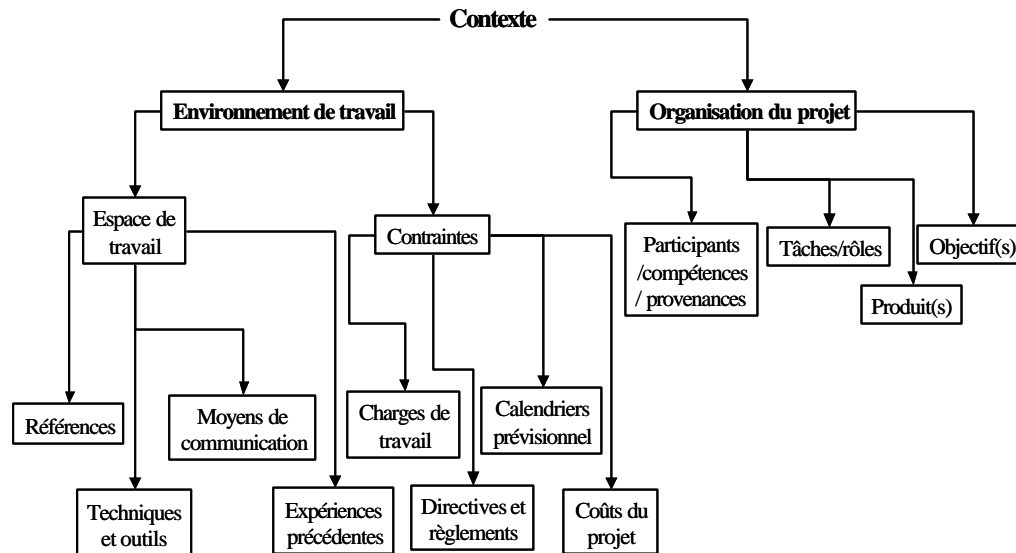 Contexte
Environnement de travail
Organisation du projet
Espace de
travail
Contraintes
Participants
/compétences
/ provenances
Tâches/rôles
Objectif(s)
Produit(s)
Références
Moyens de
communication
Charges de
travail
Calendriers
prévisionnel
Techniques
et outils
Expériences
précédentes
Directives et
règlements
Coûts du
projet